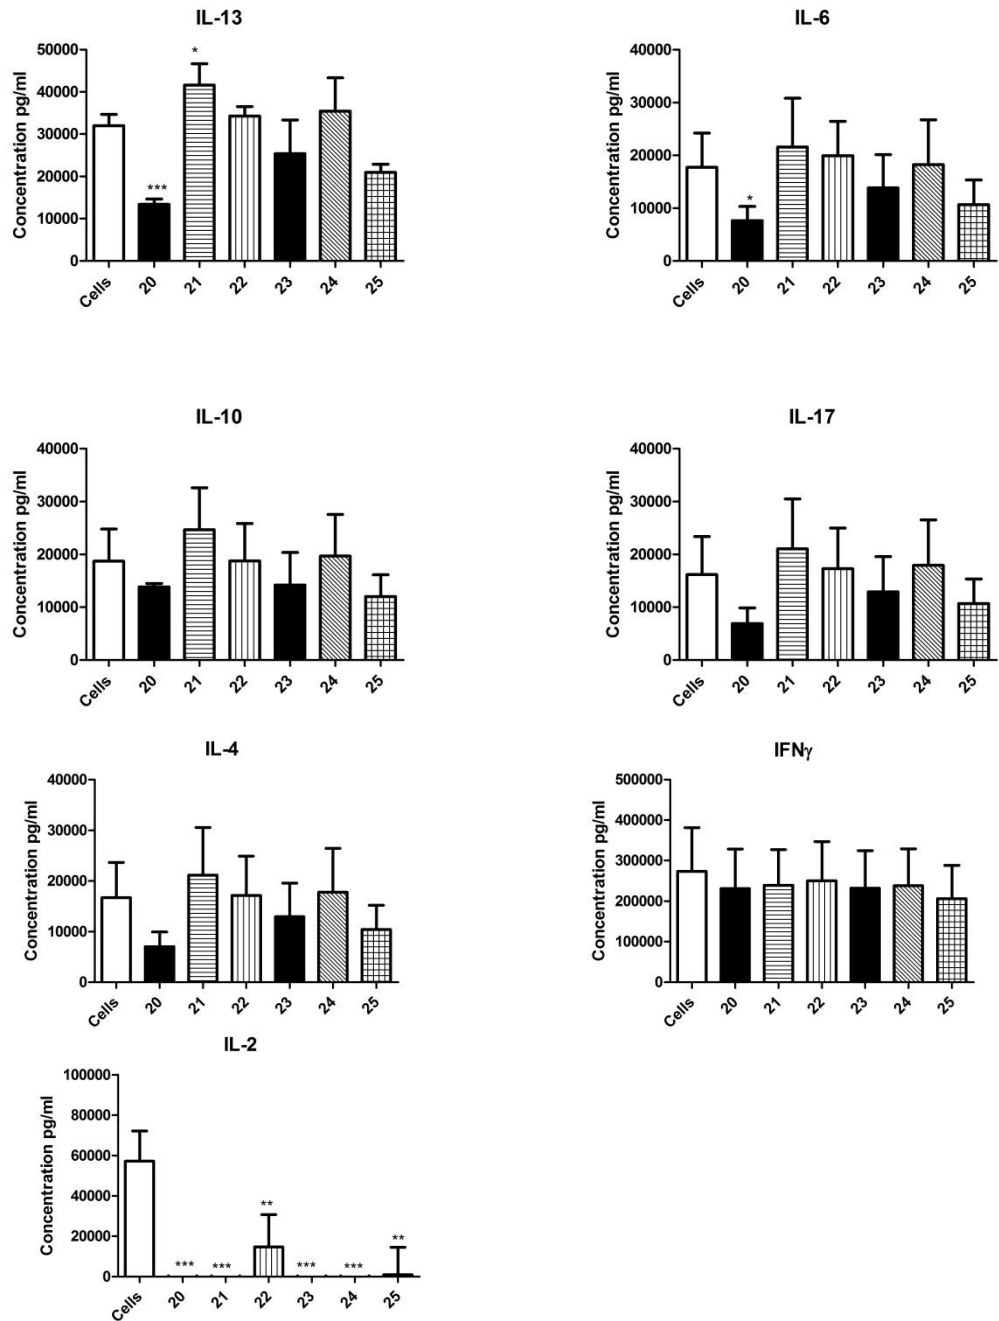 IL-13
Concentration pg/ml
50000
40000
30000
20000
10000
0
***
*
Cells 20 21 22 23 24 25
IL-6
Concentration pg/ml
40000
30000
20000
10000
0
*
Cells 20 21 22 23 24 25
IL-10
Concentration pg/ml
40000
30000
20000
10000
0
Cells 20 21 22 23 24 25
IL-17
Concentration pg/ml
40000
30000
20000
10000
0
Cells 20 21 22 23 24 25
IL-4
Concentration pg/ml
40000
30000
20000
10000
0
Cells 20 21 22 23 24 25
IFNγ
Concentration pg/ml
500000
400000
300000
200000
100000
0
Cells 20 21 22 23 24 25
IL-2
Concentration pg/ml
100000
80000
60000
40000
20000
0
*** *** ** *** *** **
Cells 20 21 22 23 24 25